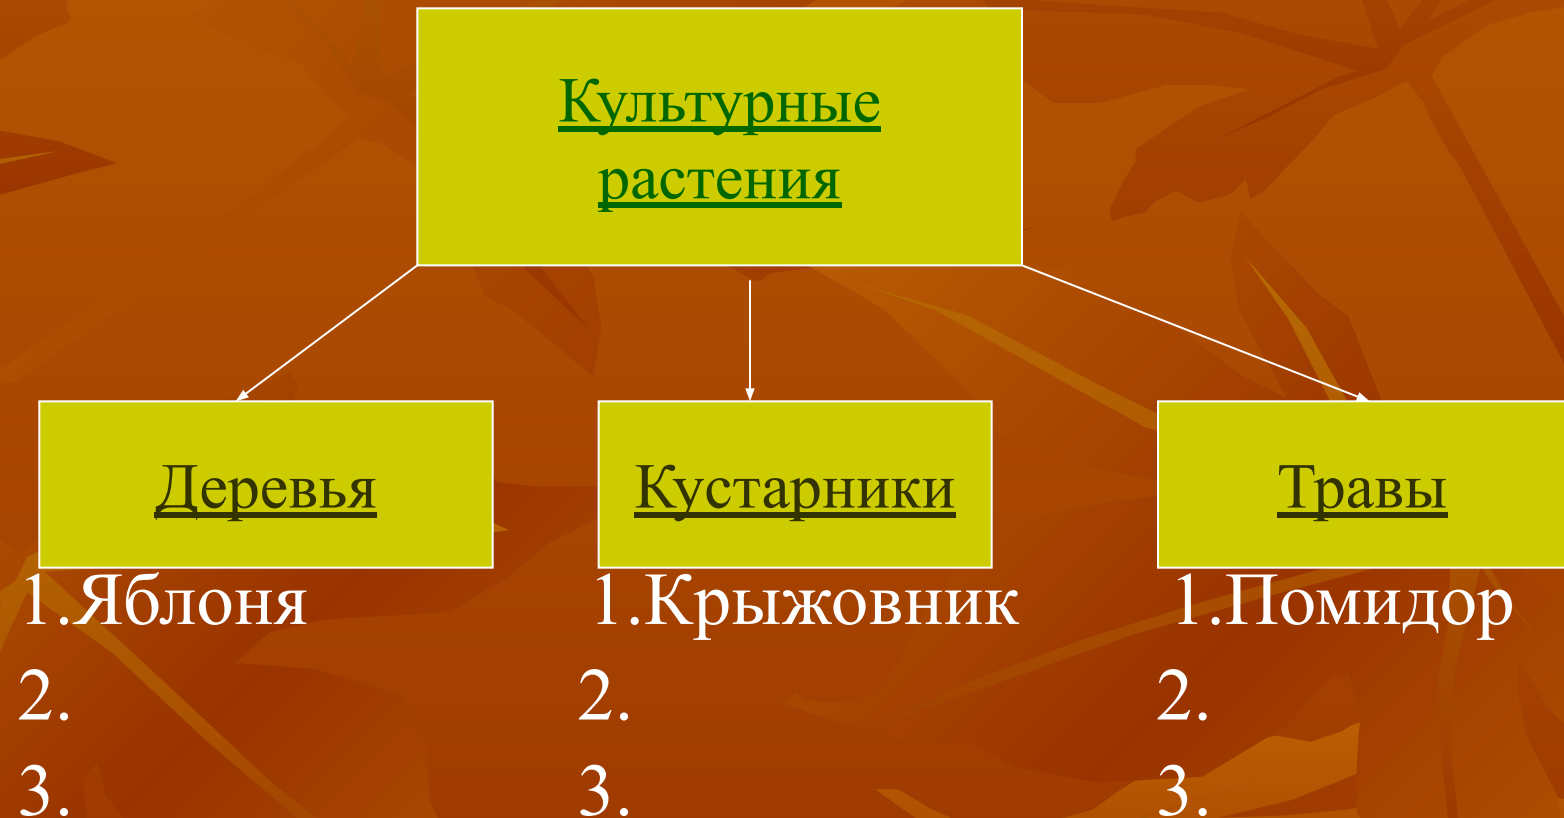 Культурные
растения
Деревья
Кустарники
Травы
1.Яблоня
2.
3.
1.Крыжовник
2.
3.
1.Помидор
2.
3.